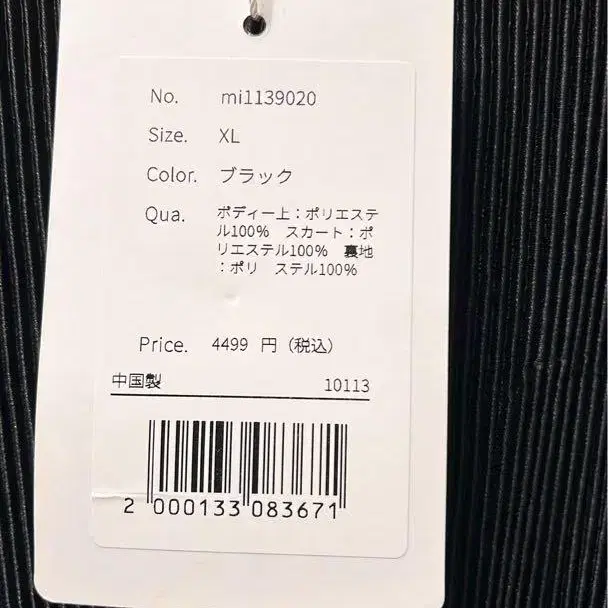 No. mi1139020
Size. XL
Color. ブラック
Qua. ボディー上：ポリエステ
ル100% スカート：ポ
リエステル100% 裏地
：ポリ ステル100%
Price. 4499 円（税込）
中国製 10113
2 000133 083671